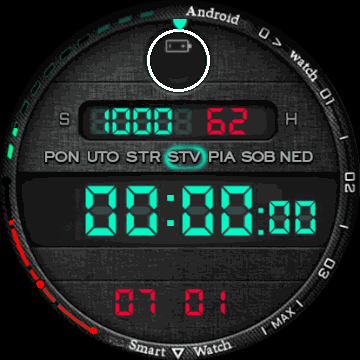 Android
0 > watch 01 | 02 | 03 | MAX |
S 1000 62 H
PON UTO STR STV PIA SOB NED
00:00:00
07 01
Smart ▽ Watch